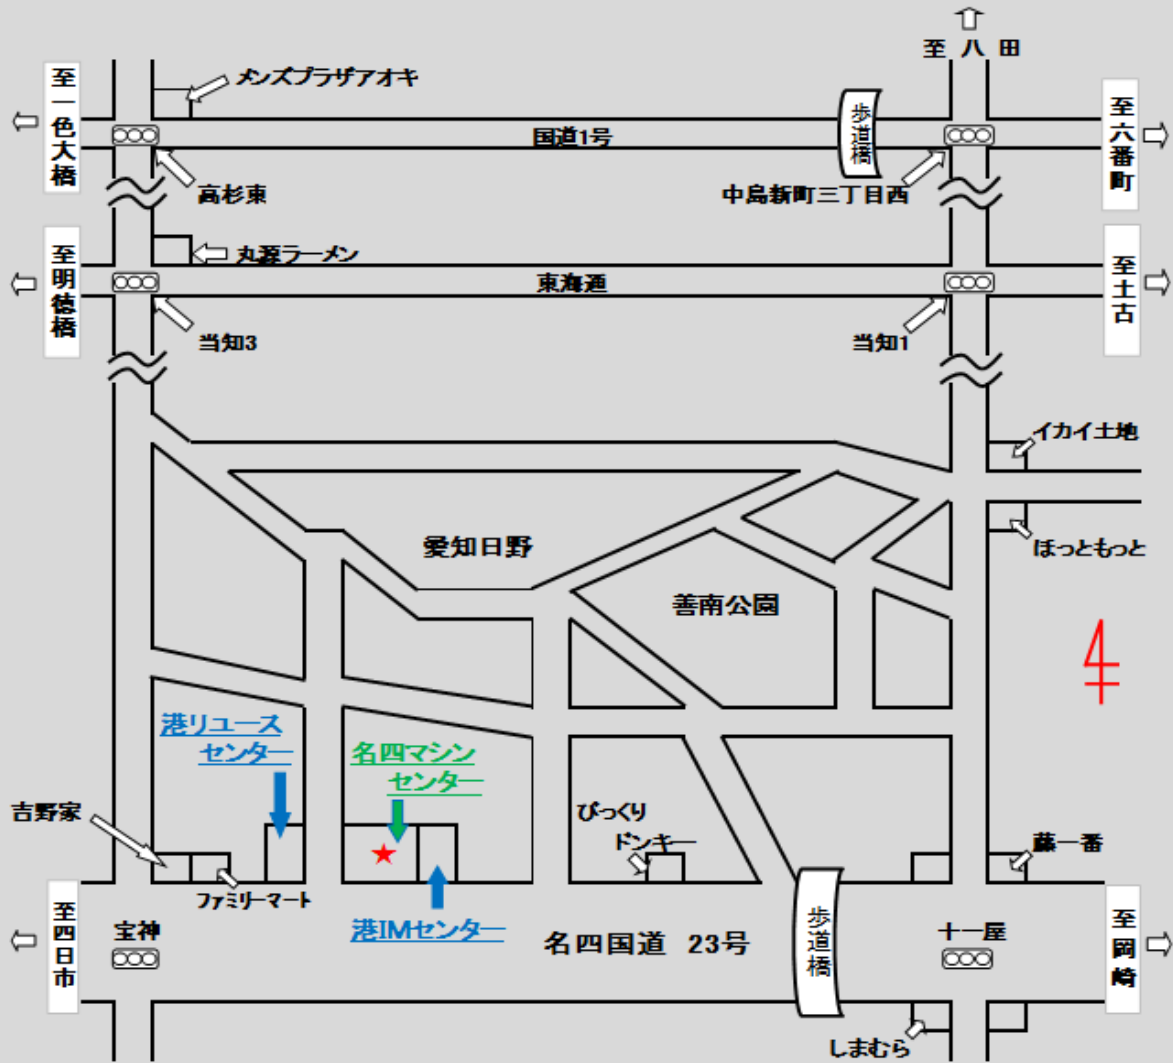 至八田
メンズプラザアオキ
至一色大橋
国道1号
歩道橋
至六番町
高杉東
中島新町三丁目西
至明徳橋
丸源ラーメン
東海通
至土古
当知3
当知1
イカイ土地
愛知日野
ほっともっと
善南公園
港リユース
センター
名四マシン
センター
吉野家
びっくり
ドンキー
藤一番
ファミリーマート
至四日市
宝神
港IMセンター
名四国道 23号
歩道橋
十一屋
至岡崎
しまむら